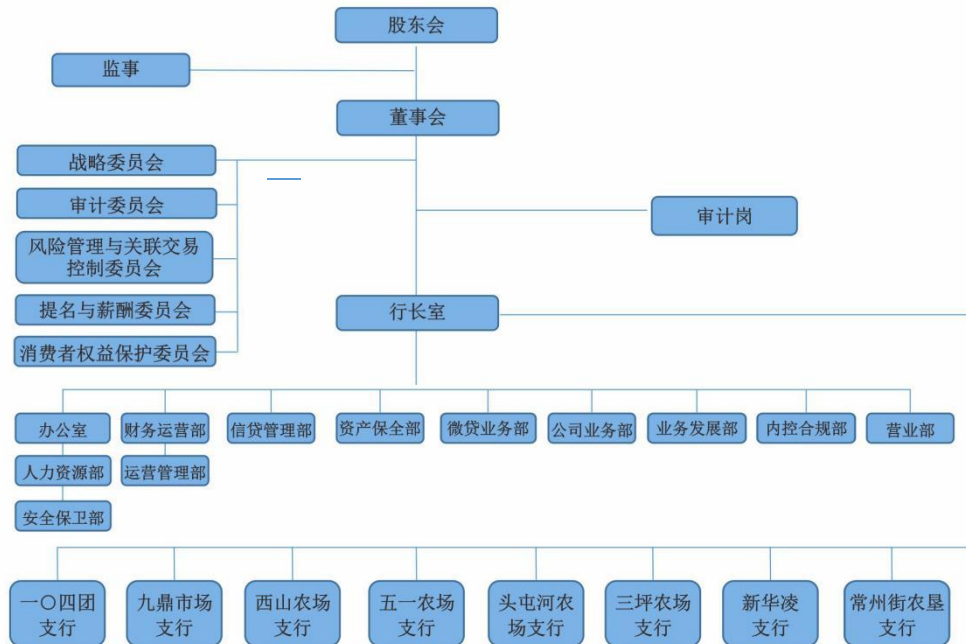 股东会
监事
董事会
战略委员会
审计委员会
审计岗
风险管理与关联交易
控制委员会
提名与薪酬委员会
行长室
消费者权益保护委员会
办公室
财务运营部
信贷管理部
资产保全部
微贷业务部
公司业务部
业务发展部
内控合规部
营业部
人力资源部
运营管理部
安全保卫部
一〇四团
支行
九鼎市场
支行
西山农场
支行
五一农场
支行
头屯河农
场支行
三坪农场
支行
新华凌
支行
常州街农垦
支行